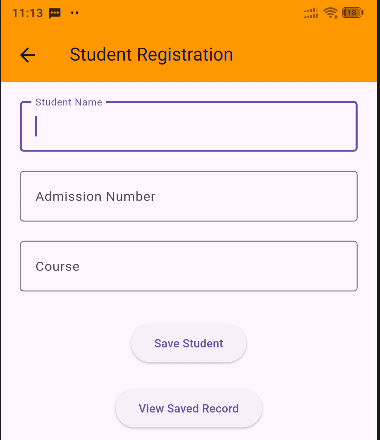 11:13
18
Student Registration
Student Name
Admission Number
Course
Save Student
View Saved Record